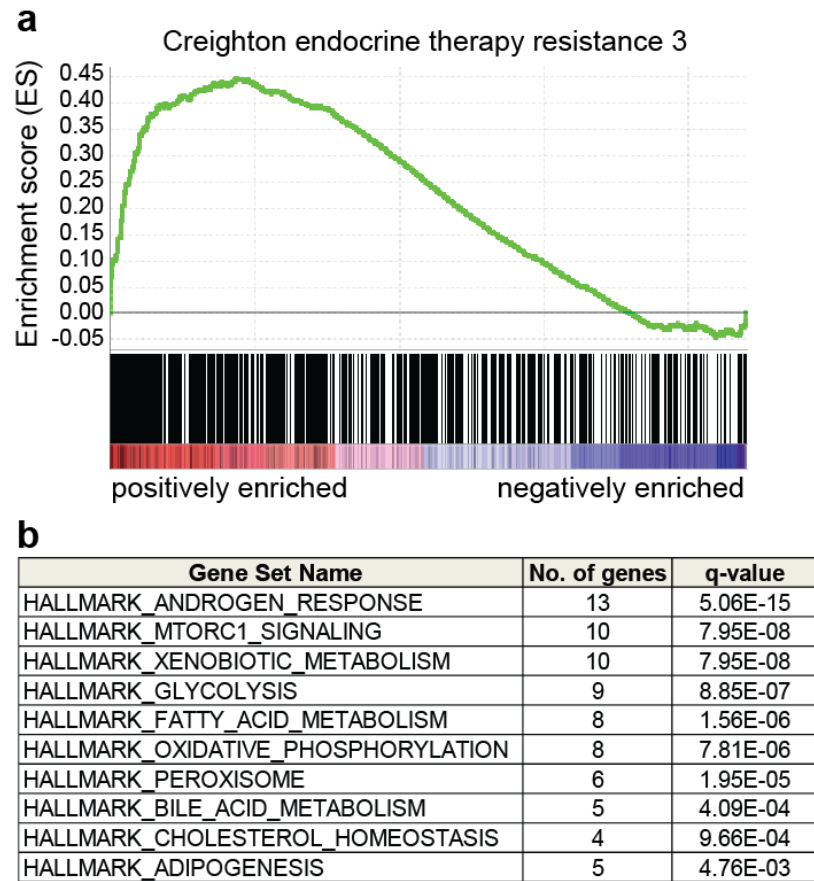 a
Creighton endocrine therapy resistance 3
Enrichment score (ES)
0.45
0.40
0.35
0.30
0.25
0.20
0.15
0.10
0.05
0.00
-0.05
positively enriched negatively enriched
b
Gene Set Name No. of genes q-value
HALLMARK_ANDROGEN_RESPONSE 13 5.06E-15
HALLMARK_MTORC1_SIGNALING 10 7.95E-08
HALLMARK_XENOBIOTIC_METABOLISM 10 7.95E-08
HALLMARK_GLYCOLYSIS 9 8.85E-07
HALLMARK_FATTY_ACID_METABOLISM 8 1.56E-06
HALLMARK_OXIDATIVE_PHOSPHORYLATION 8 7.81E-06
HALLMARK_PEROXISOME 6 1.95E-05
HALLMARK_BILE_ACID_METABOLISM 5 4.09E-04
HALLMARK_CHOLESTEROL_HOMEOSTASIS 4 9.66E-04
HALLMARK_ADIPOGENESIS 5 4.76E-03